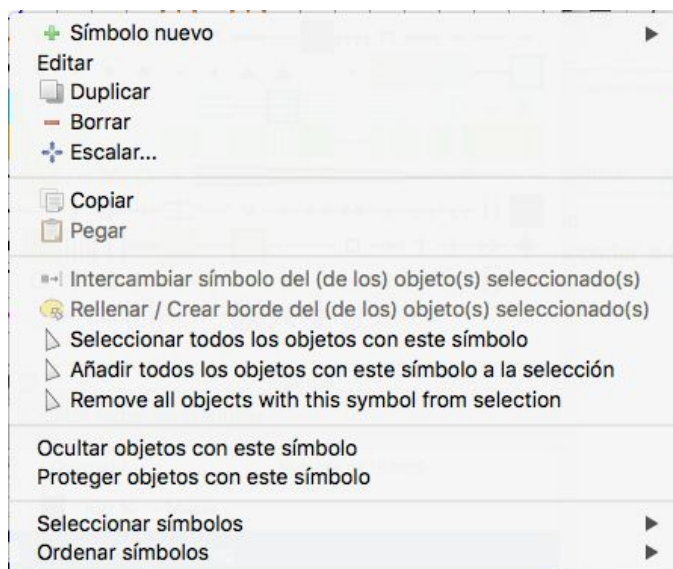 Símbolo nuevo
Editar
Duplicar
Borrar
Escalar...
Copiar
Pegar
Intercambiar símbolo del (de los) objeto(s) seleccionado(s)
Rellenar / Crear borde del (de los) objeto(s) seleccionado(s)
Seleccionar todos los objetos con este símbolo
Añadir todos los objetos con este símbolo a la selección
Remove all objects with this symbol from selection
Ocultar objetos con este símbolo
Proteger objetos con este símbolo
Seleccionar símbolos
Ordenar símbolos